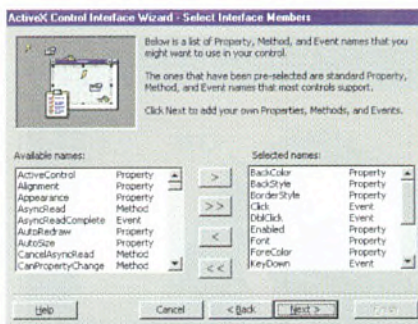 ActiveX Control Interface Wizard - Select Interface Members
Below is a list of Property, Method, and Event names that you
might want to use in your control.
The ones that have been pre-selected are standard Property,
Method, and Event names that most controls support.
Click Next to add your own Properties, Methods, and Events.
Available names:
ActiveControl Property
Alignment Property
Appearance Property
AsyncRead Method
AsyncReadComplete Event
AutoRedraw Property
AutoSize Property
CancelAsyncRead Method
CanPropertyChange Method
>
>>
<
<<
Selected names:
BackColor Property
BackStyle Property
BorderStyle Property
Click Event
DblClick Event
Enabled Property
Font Property
ForeColor Property
KeyDown Event
Help
Cancel
< Back
Next >
Finish